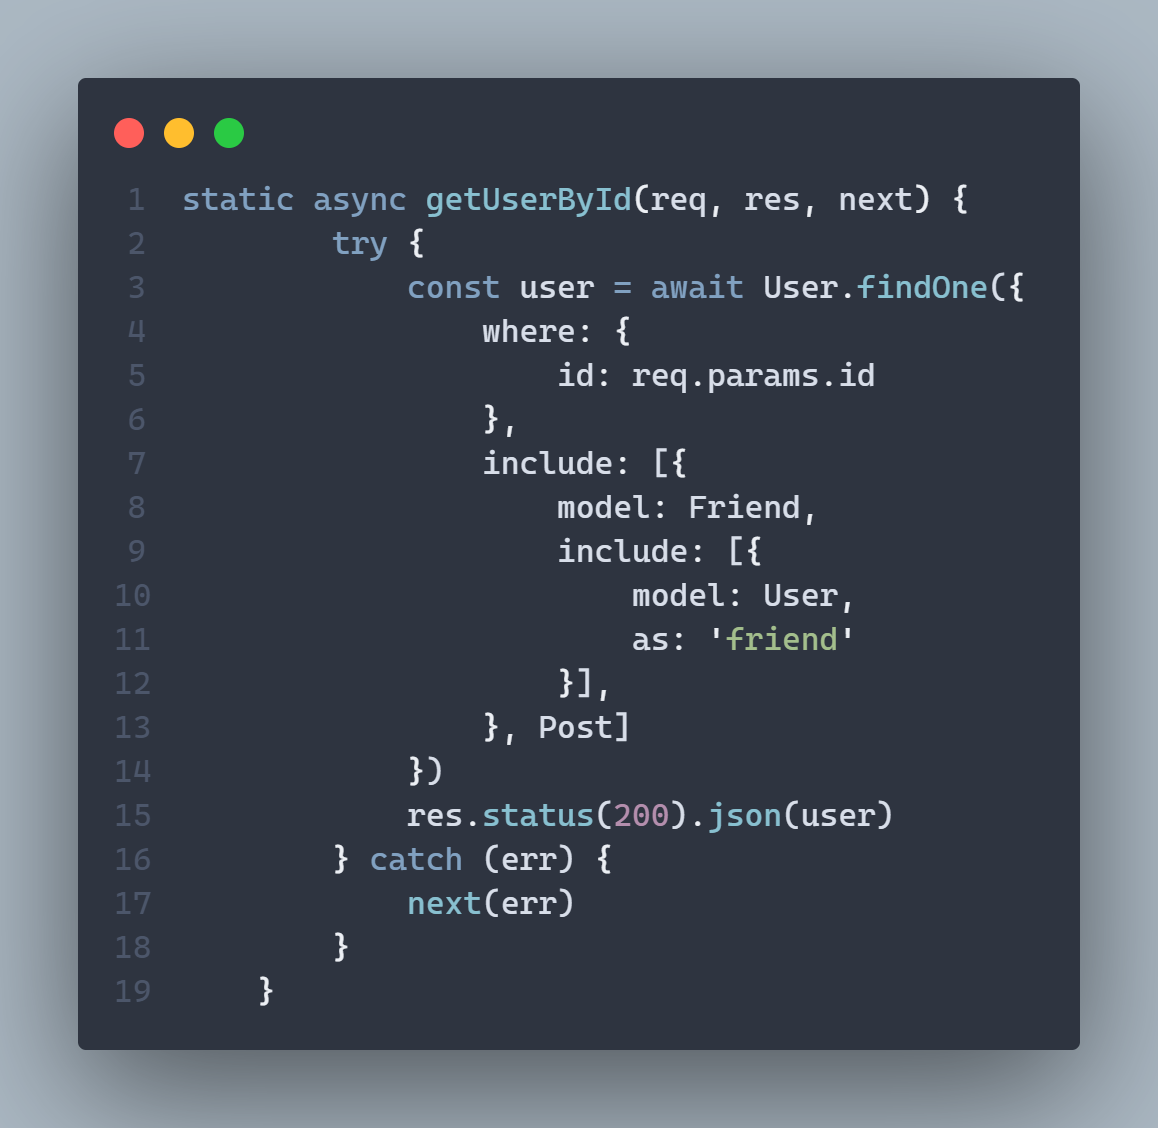 1 static async getUserById(req, res, next) {
2         try {
3             const user = await User.findOne({
4                 where: {
5                     id: req.params.id
6                 },
7                 include: [{
8                     model: Friend,
9                     include: [{
10                         model: User,
11                         as: 'friend'
12                     }],
13                 }, Post]
14             })
15             res.status(200).json(user)
16         } catch (err) {
17             next(err)
18         }
19     }